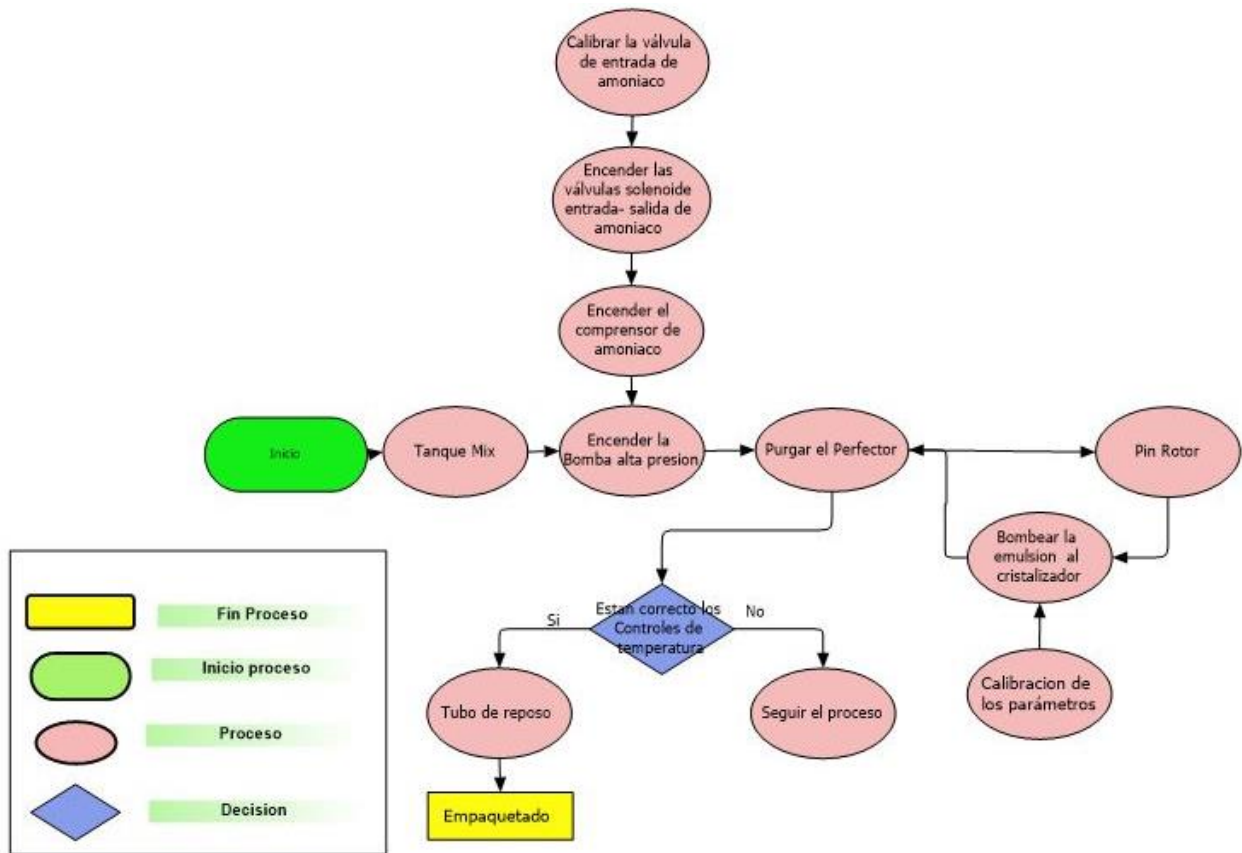 Calibrar la válvula
de entrada de
amoniaco
Encender las
válvulas solenoide
entrada- salida de
amoniaco
Encender el
comprensor de
amoniaco
Inicio
Tanque Mix
Encender la
Bomba alta presion
Purgar el Perfector
Pin Rotor
Bombear la
emulsion al
cristalizador
Calibracion de
los parámetros
Estan correcto los
Controles de
temperatura
Si
No
Tubo de reposo
Seguir el proceso
Empaquetado
Fin Proceso
Inicio proceso
Proceso
Decision